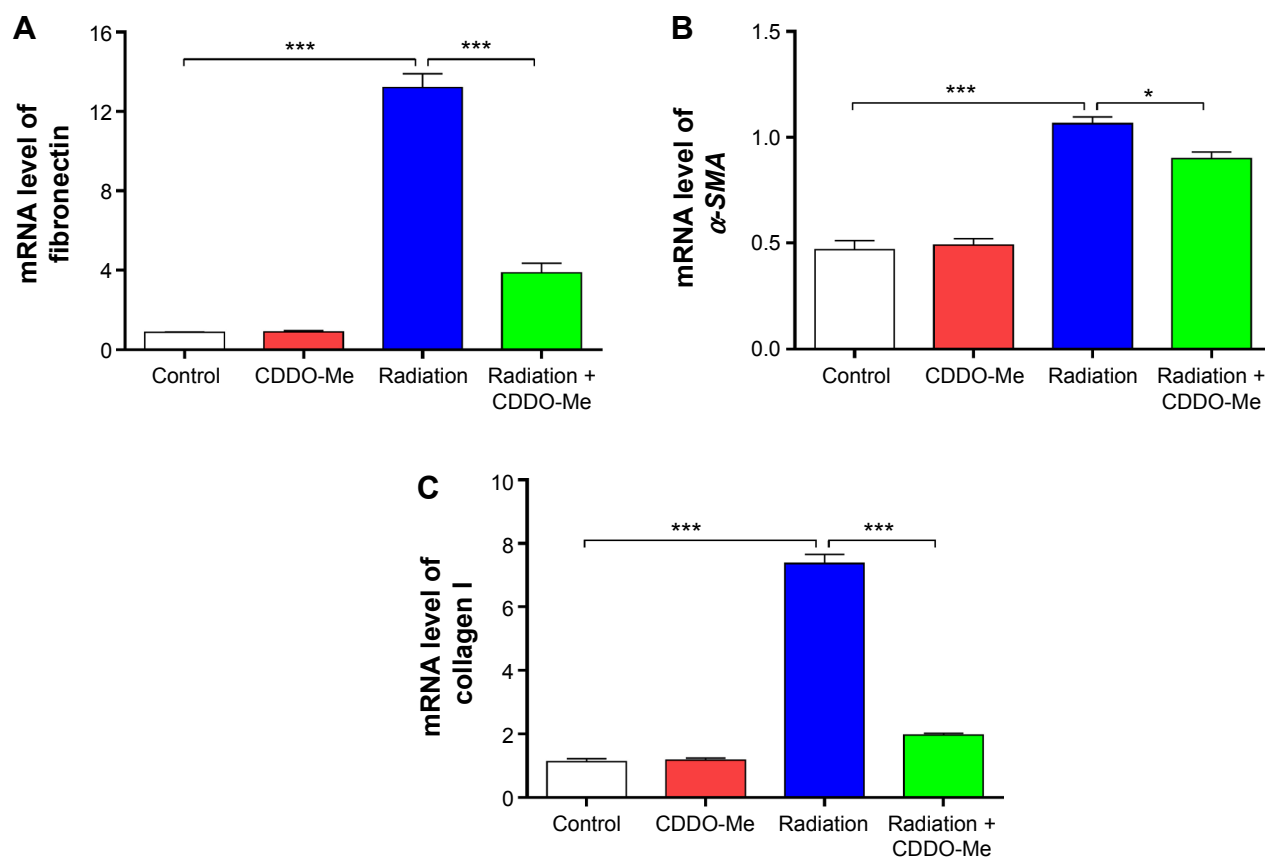 A
mRNA level of
fibronectin
16
12
8
4
0
***
***
Control
CDDO-Me
Radiation
Radiation +
CDDO-Me
B
mRNA level of
α-SMA
1.5
1.0
0.5
0.0
***
*
Control
CDDO-Me
Radiation
Radiation +
CDDO-Me
C
mRNA level of
collagen I
10
8
6
4
2
0
***
***
Control
CDDO-Me
Radiation
Radiation +
CDDO-Me